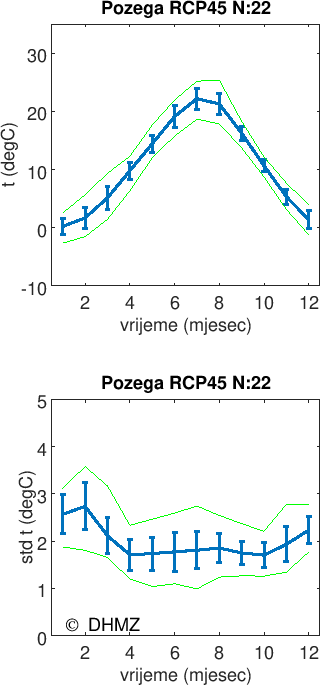 Pozega RCP45 N:22
t (degC)
30
20
10
0
-10
2 4 6 8 10 12
vrijeme (mjesec)
Pozega RCP45 N:22
std t (degC)
5
4
3
2
1
0
© DHMZ
2 4 6 8 10 12
vrijeme (mjesec)